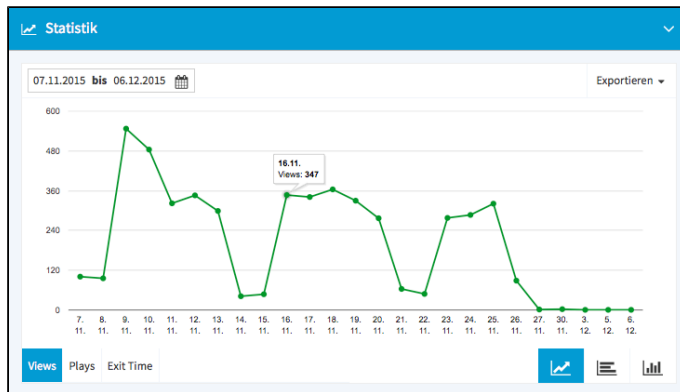 Statistik
07.11.2015 bis 06.12.2015
Exportieren
600
480
360
240
120
0
16.11.
Views: 347
7. 8. 9. 10. 11. 12. 13. 14. 15. 16. 17. 18. 19. 20. 21. 22. 23. 24. 25. 26. 27. 30. 3. 5. 6.
11. 11. 11. 11. 11. 11. 11. 11. 11. 11. 11. 11. 11. 11. 11. 11. 11. 11. 11. 11. 11. 11. 12. 12. 12.
Views Plays Exit Time